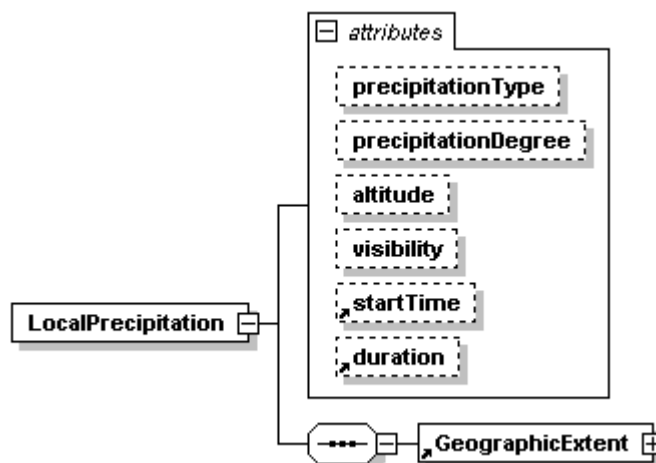 attributes
precipitationType
precipitationDegree
altitude
visibility
startTime
duration
LocalPrecipitation
GeographicExtent